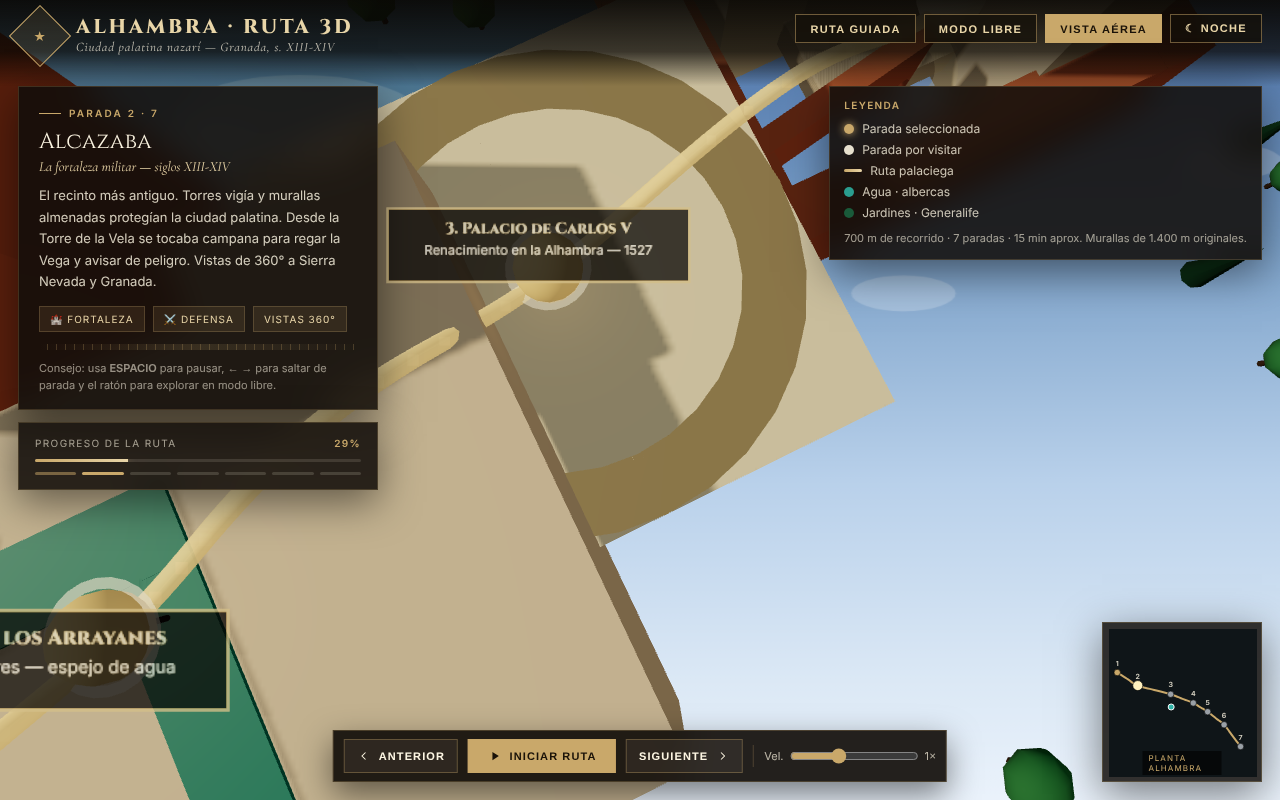 ALHAMBRA · RUTA 3D
Ciudad palatina nazarí — Granada, s. XIII-XIV
RUTA GUIADA
MODO LIBRE
VISTA AÉREA
☾ NOCHE
PARADA 2 · 7
ALCAZABA
La fortaleza militar — siglos XIII-XIV
El recinto más antiguo. Torres vigía y murallas
almenadas protegían la ciudad palatina. Desde la
Torre de la Vela se tocaba campana para regar la
Vega y avisar de peligro. Vistas de 360° a Sierra
Nevada y Granada.
🏰 FORTALEZA
⚔️ DEFENSA
VISTAS 360°
Consejo: usa ESPACIO para pausar, ← → para saltar de
parada y el ratón para explorar en modo libre.
PROGRESO DE LA RUTA
29%
LEYENDA
Parada seleccionada
Parada por visitar
Ruta palaciega
Agua · albercas
Jardines · Generalife
700 m de recorrido · 7 paradas · 15 min aprox. Murallas de 1.400 m originales.
3. PALACIO DE CARLOS V
Renacimiento en la Alhambra — 1527
LOS ARRAYANES
es — espejo de agua
ANTERIOR
INICIAR RUTA
SIGUIENTE
Vel.
1×
1
2
3
4
5
6
7
PLANTA
ALHAMBRA